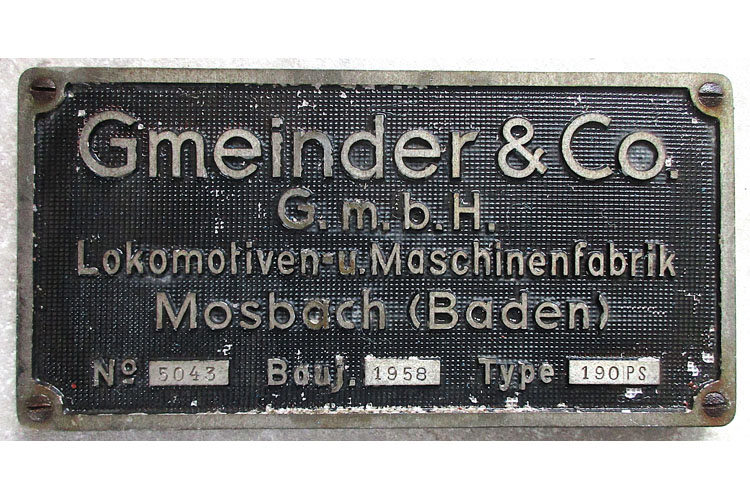 Gmeinder & Co.
G.m.b.H.
Lokomotiven-u.Maschinenfabrik
Mosbach (Baden)
Nº 5043 Bauj. 1958 Type 190 PS